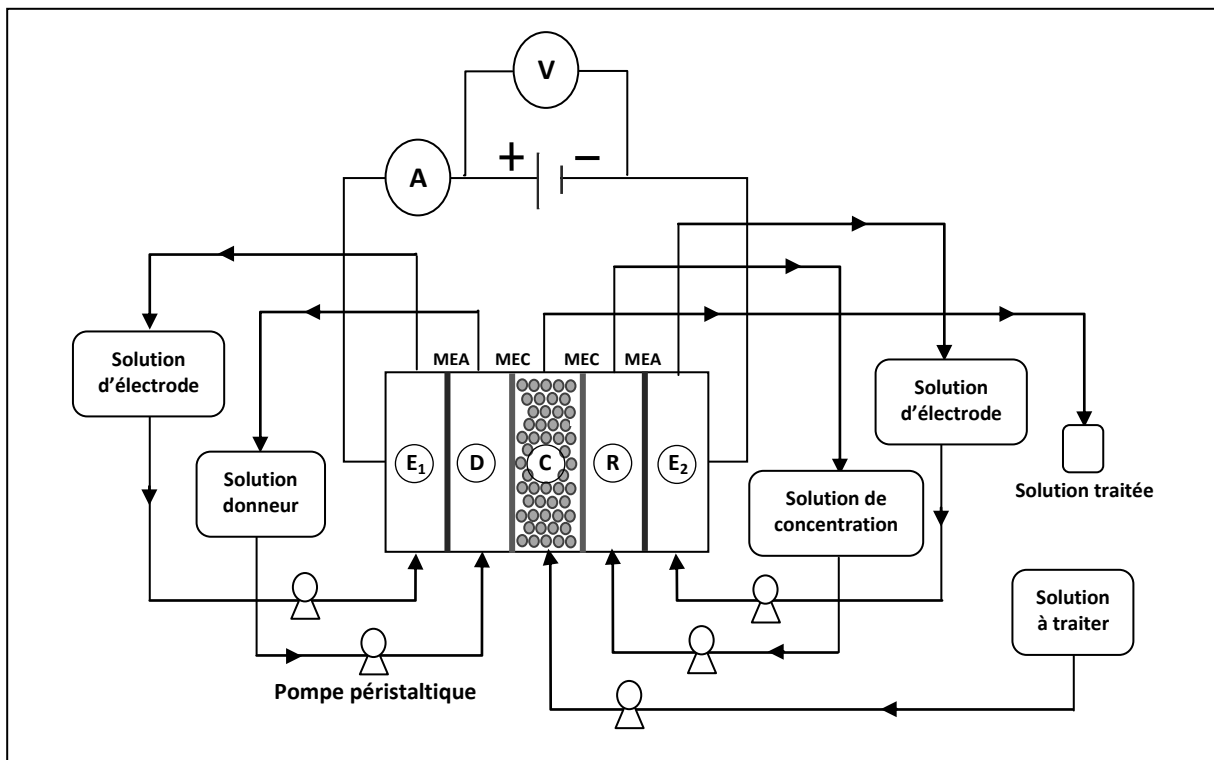 V
+ −
A
Solution
d'électrode
Solution
donneur
MEA MEC MEC MEA
E₁ D C R E₂
Solution
d'électrode
Solution de
concentration
Solution traitée
Solution
à traiter
Pompe péristaltique